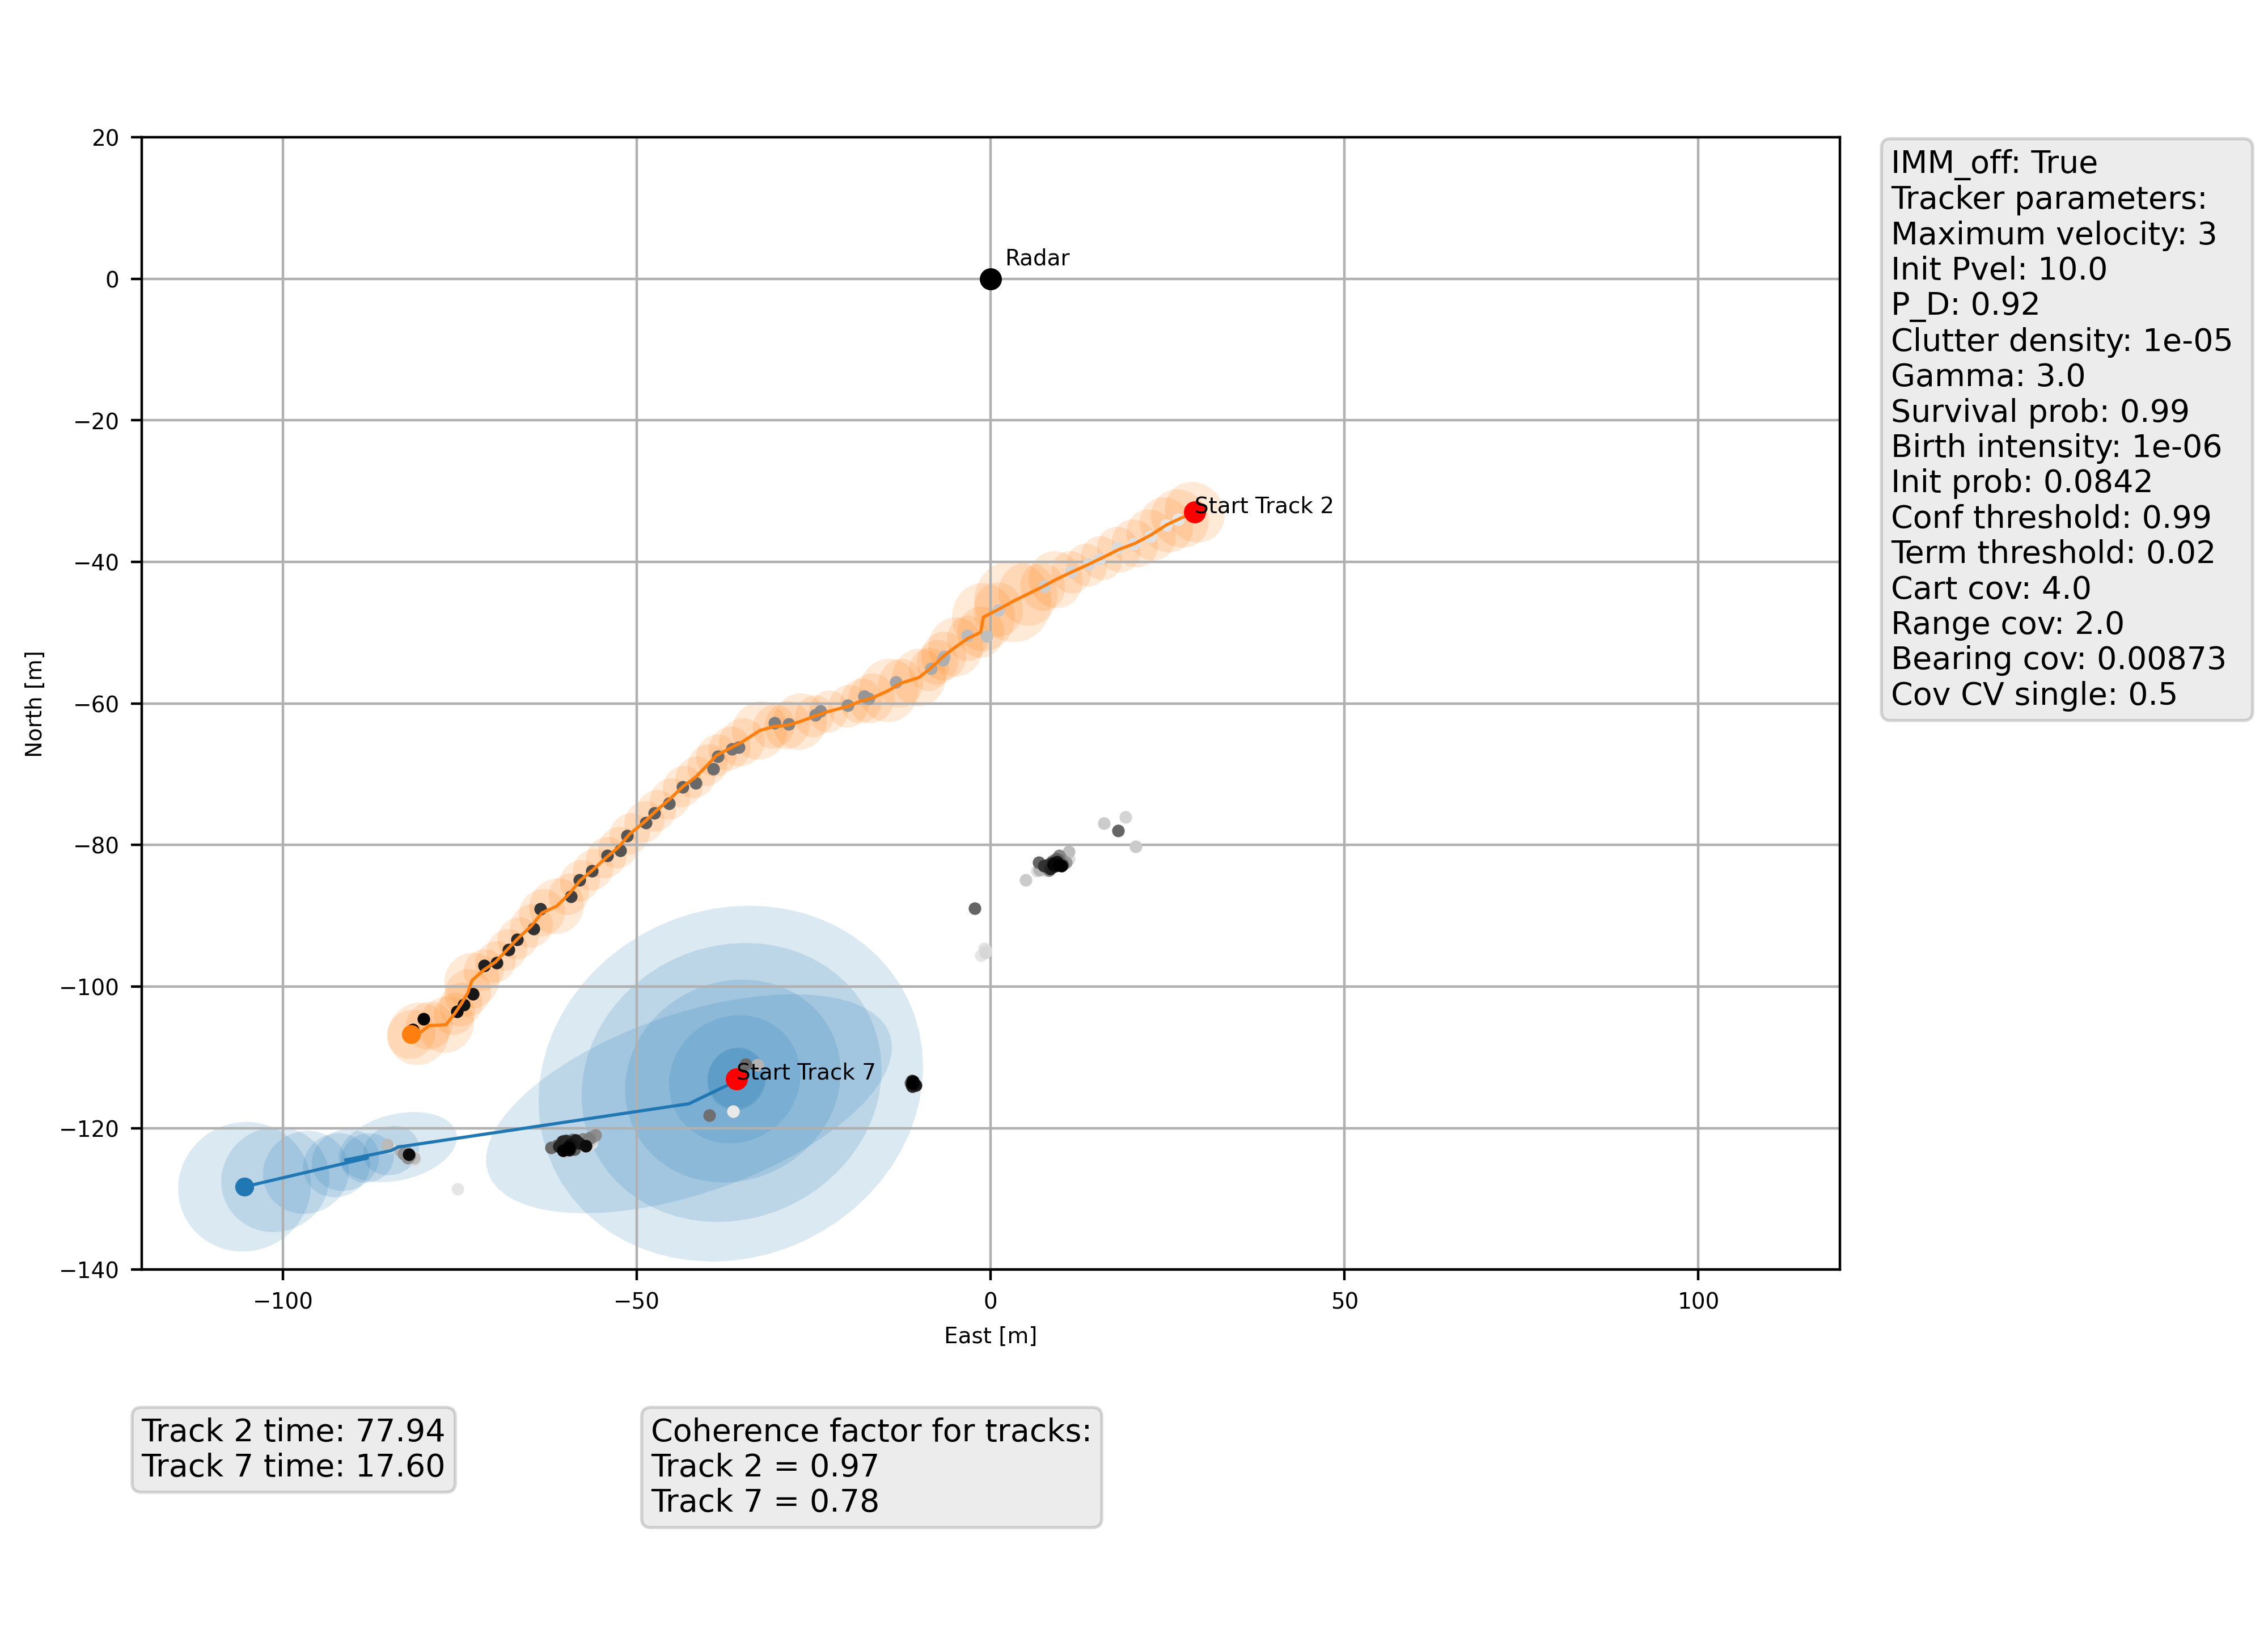 20
0
−20
−40
−60
−80
−100
−120
−140
−100
−50
0
50
100
North [m]
East [m]
Radar
Start Track 2
Start Track 7
IMM_off: True
Tracker parameters:
Maximum velocity: 3
Init Pvel: 10.0
P_D: 0.92
Clutter density: 1e-05
Gamma: 3.0
Survival prob: 0.99
Birth intensity: 1e-06
Init prob: 0.0842
Conf threshold: 0.99
Term threshold: 0.02
Cart cov: 4.0
Range cov: 2.0
Bearing cov: 0.00873
Cov CV single: 0.5
Track 2 time: 77.94
Track 7 time: 17.60
Coherence factor for tracks:
Track 2 = 0.97
Track 7 = 0.78